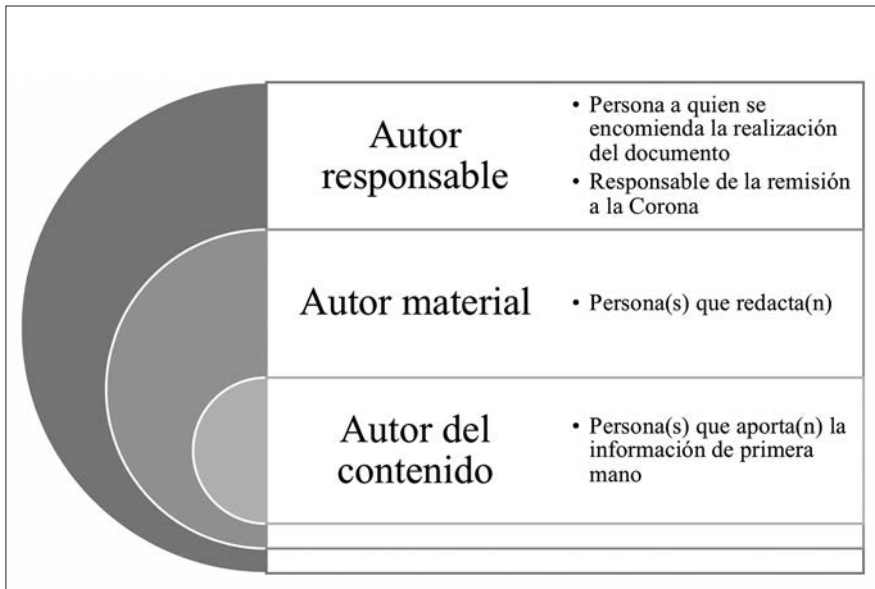 Autor
responsable
• Persona a quien se
encomienda la realización
del documento
• Responsable de la remisión
a la Corona
Autor material
• Persona(s) que redacta(n)
Autor del
contenido
• Persona(s) que aporta(n) la
información de primera
mano